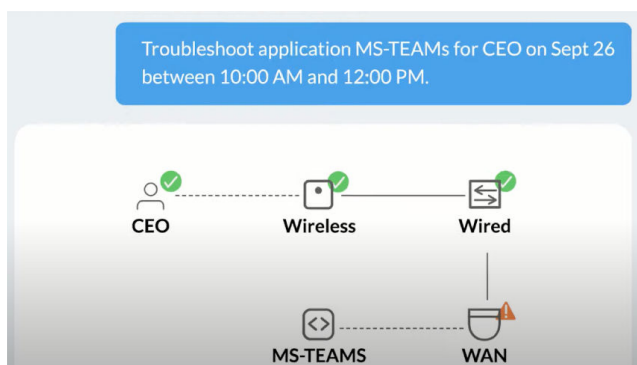 Troubleshoot application MS-TEAMs for CEO on Sept 26
between 10:00 AM and 12:00 PM.
CEO Wireless Wired
MS-TEAMS WAN